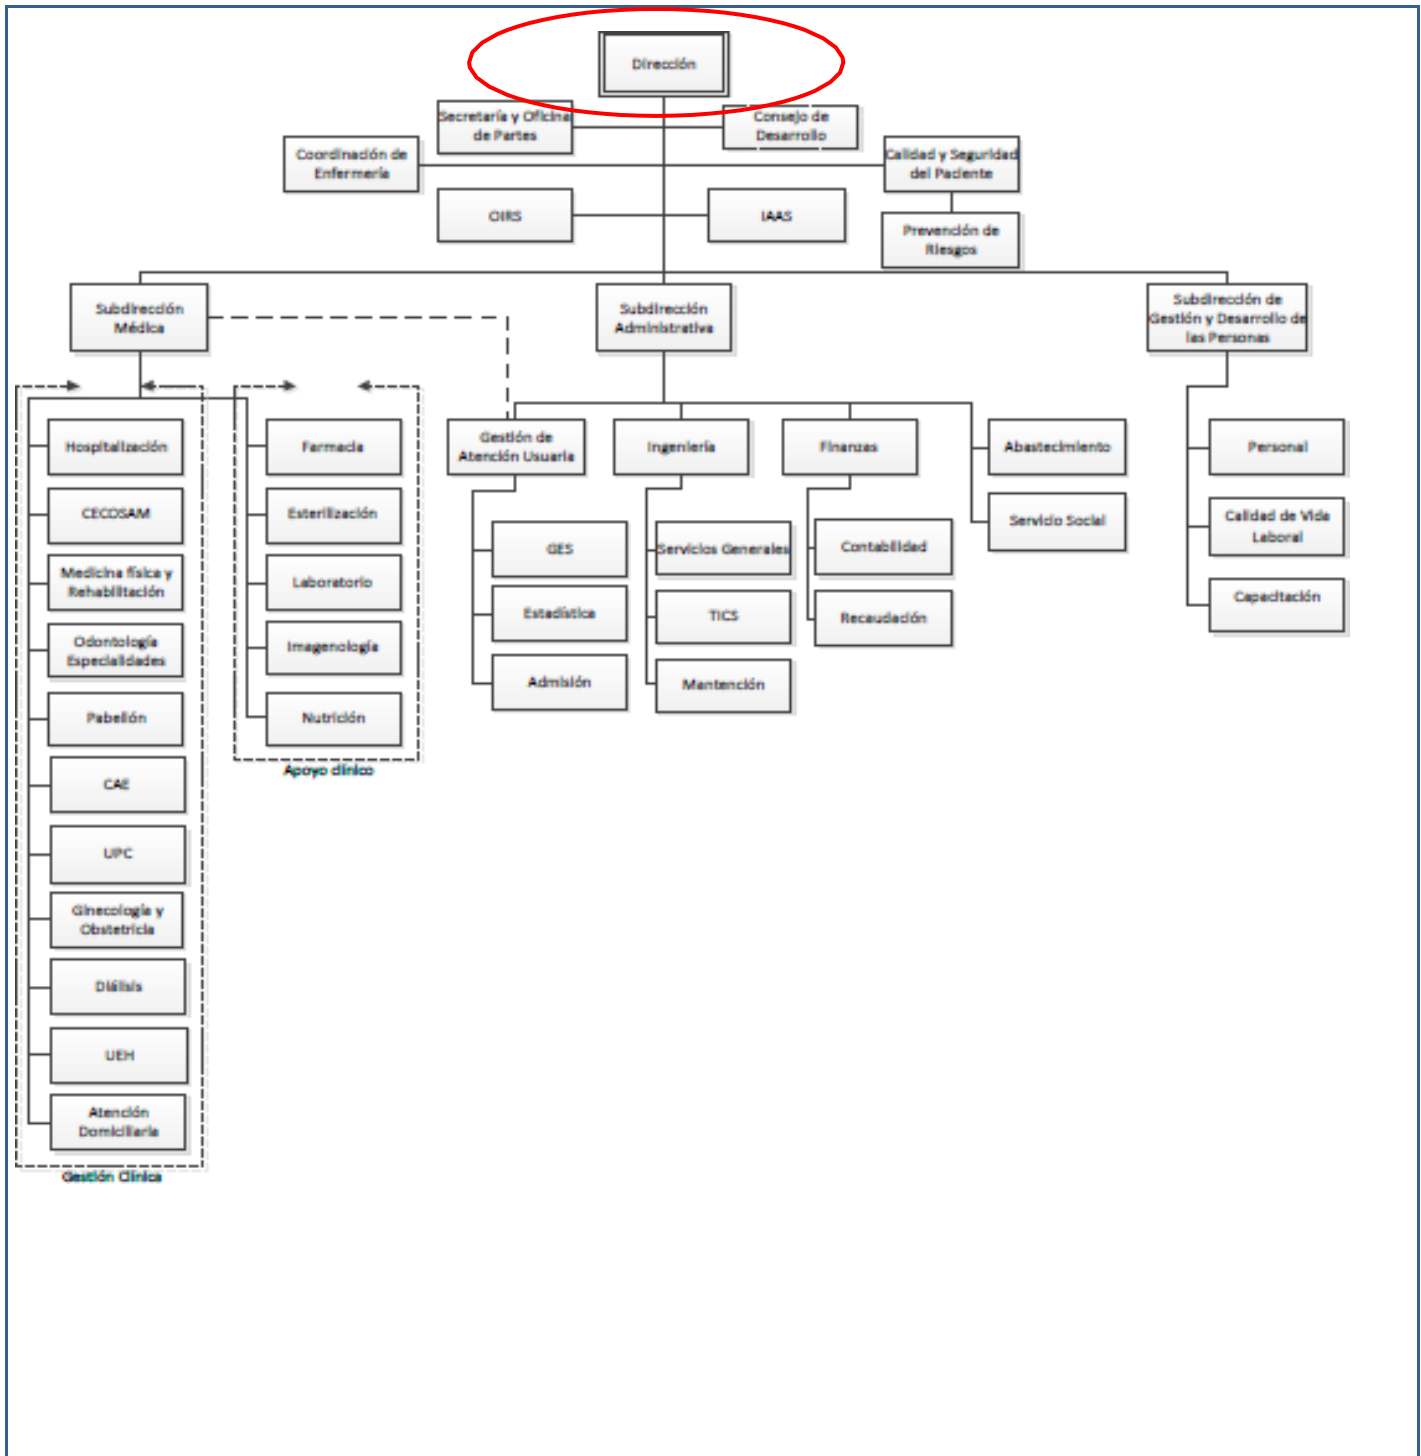 Dirección
Secretaría y Oficina
de Partes
Consejo de
Desarrollo
Coordinación de
Enfermería
Calidad y Seguridad
del Paciente
OIRS
IAAS
Prevención de
Riesgos
Subdirección
Médica
Subdirección
Administrativa
Subdirección de
Gestión y Desarrollo de
las Personas
Hospitalización
CECOSAM
Medicina física y
Rehabilitación
Odontología
Especialidades
Pabellón
CAE
UPC
Ginecología y
Obstetricia
Diálisis
UEH
Atención
Domiciliaria
Gestión Clínica
Farmacia
Esterilización
Laboratorio
Imagenología
Nutrición
Apoyo clínico
Gestión de
Atención Usuaria
GES
Estadística
Admisión
Ingeniería
Servicios Generales
TICS
Mantención
Finanzas
Contabilidad
Recaudación
Abastecimiento
Servicio Social
Personal
Calidad de Vida
Laboral
Capacitación